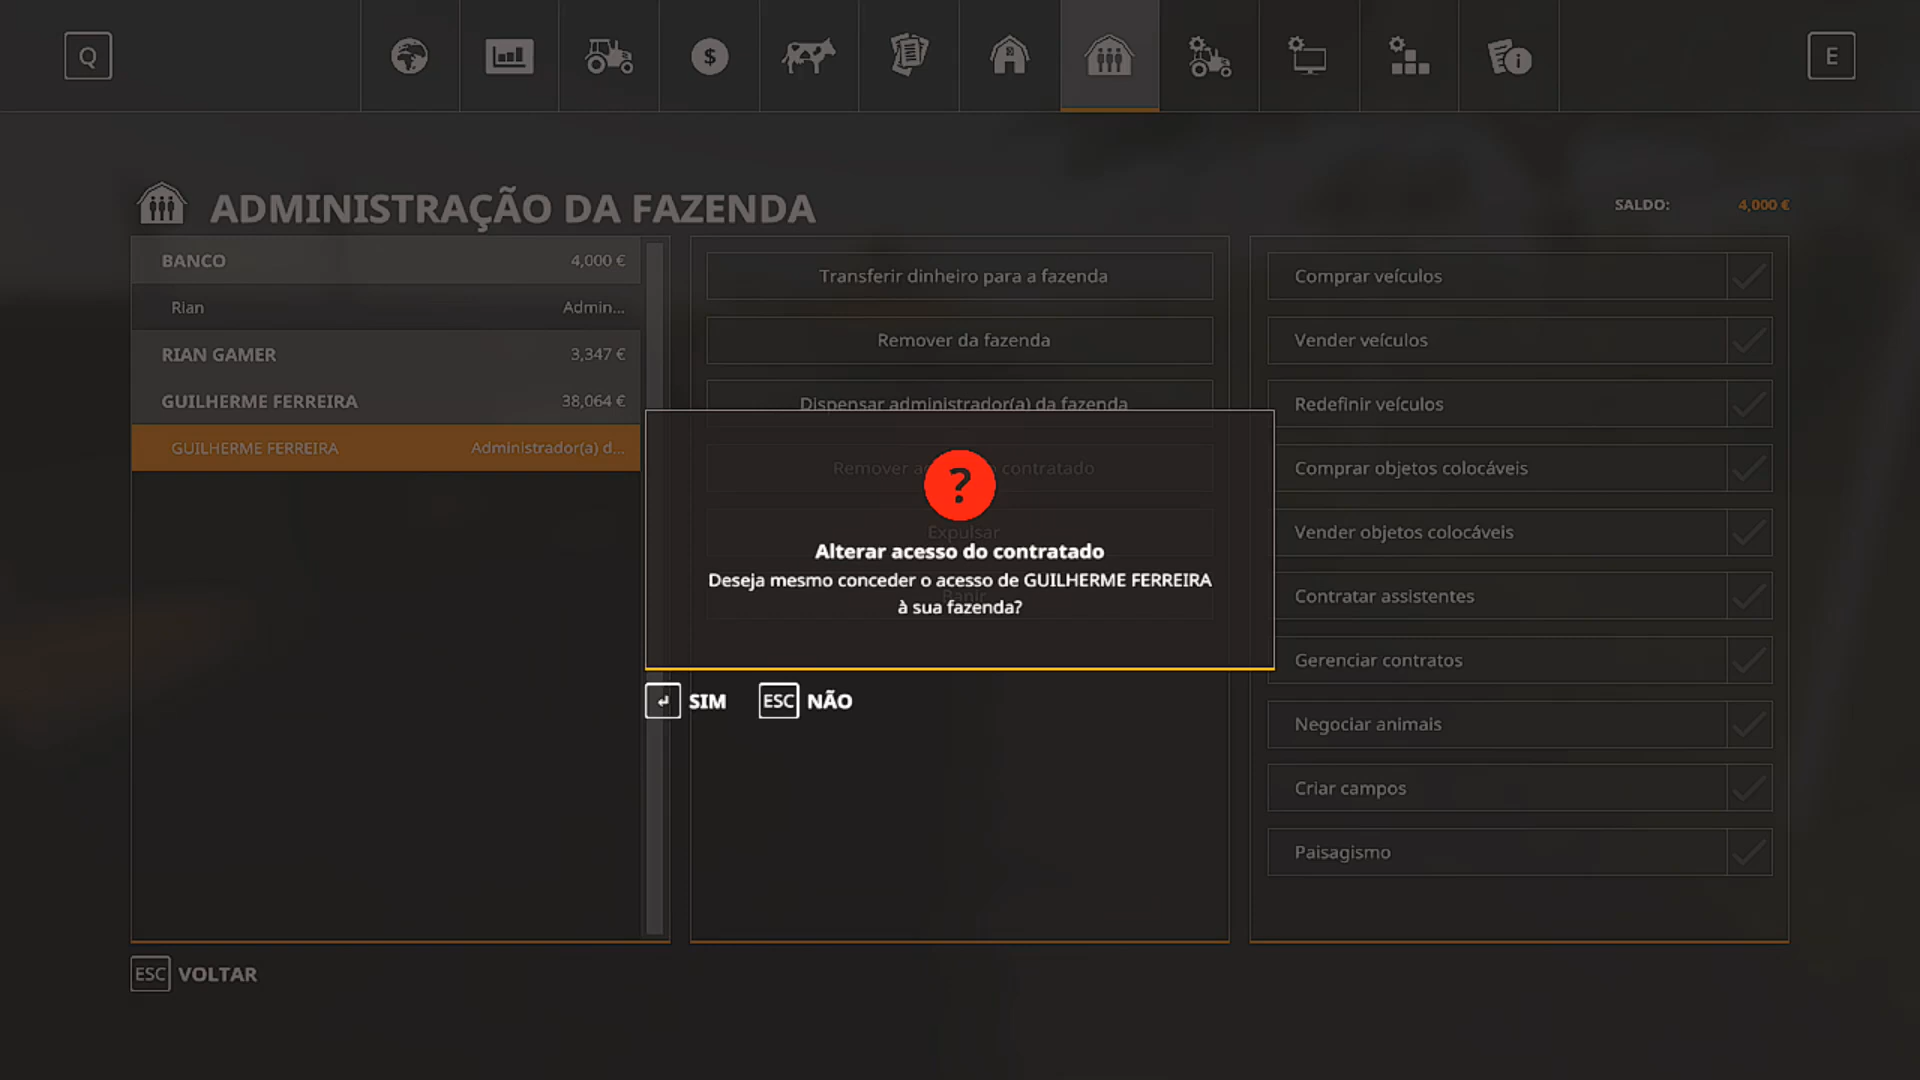 Q
$
E
ADMINISTRAÇÃO DA FAZENDA
SALDO: 4,000 €
BANCO 4,000 €
Rian Admin...
RIAN GAMER 3,347 €
GUILHERME FERREIRA 38,064 €
GUILHERME FERREIRA Administrador(a) d...
Transferir dinheiro para a fazenda
Remover da fazenda
Dispensar administrador(a) da fazenda
Remover a contratado
Expulsar
Banir
Comprar veículos
Vender veículos
Redefinir veículos
Comprar objetos colocáveis
Vender objetos colocáveis
Contratar assistentes
Gerenciar contratos
Negociar animais
Criar campos
Paisagismo
?
Alterar acesso do contratado
Deseja mesmo conceder o acesso de GUILHERME FERREIRA
à sua fazenda?
SIM ESC NÃO
ESC VOLTAR